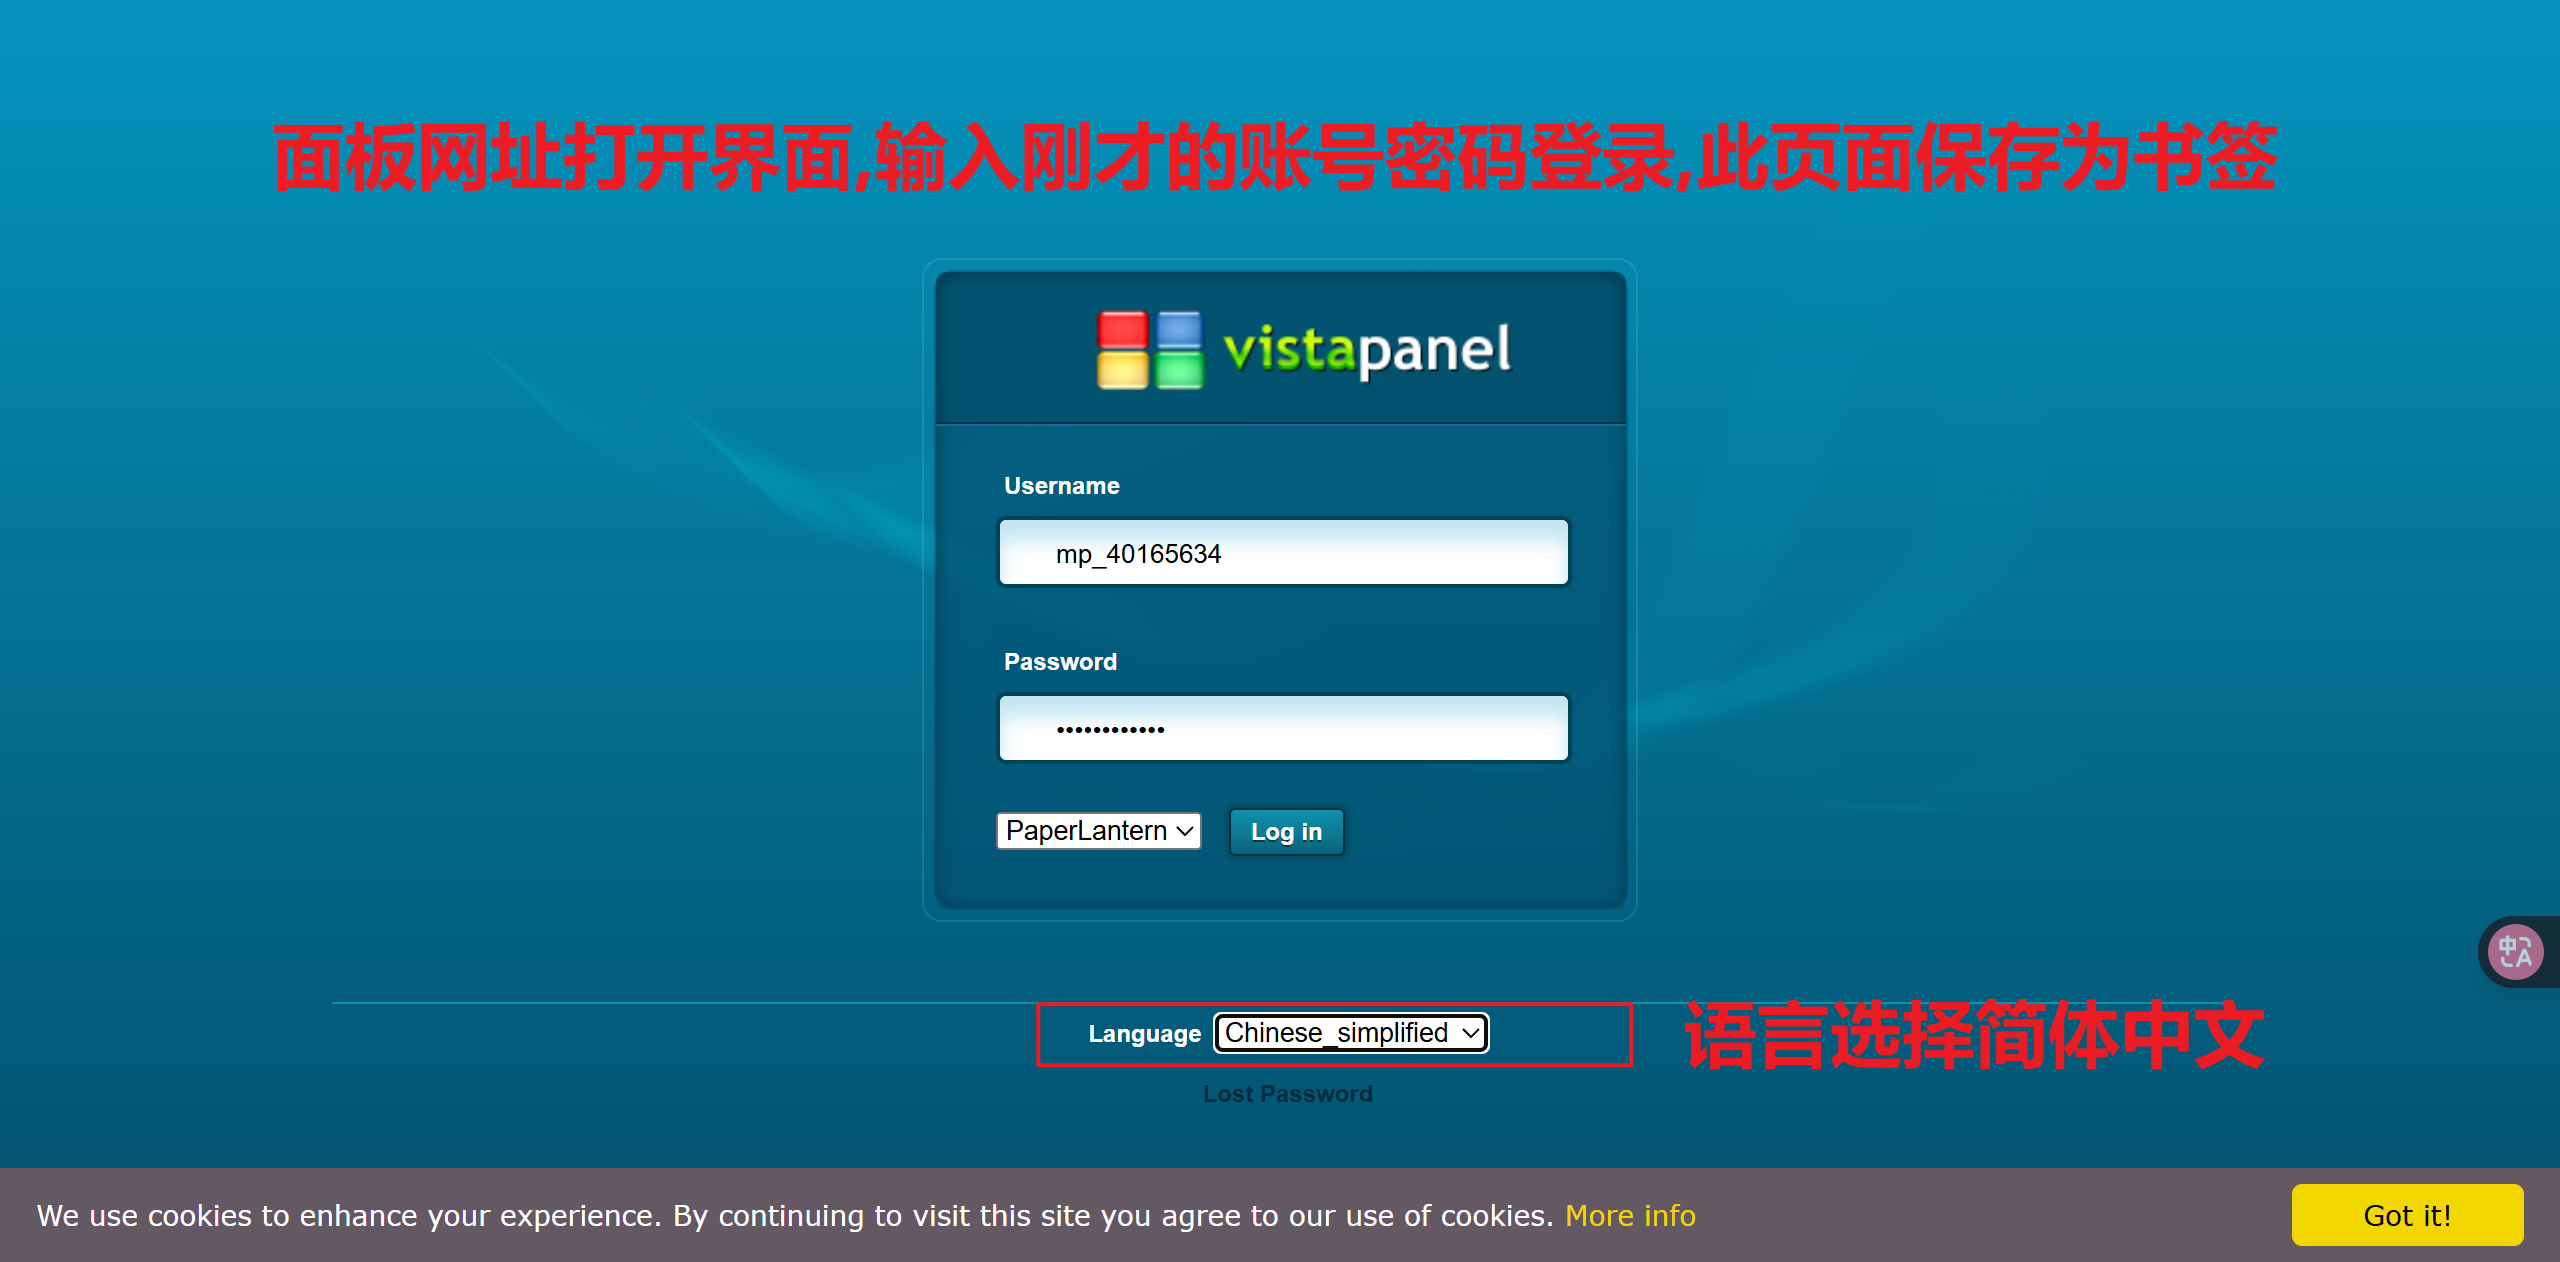 面板网址打开界面,输入刚才的账号密码登录,此页面保存为书签
vistapanel
Username
mp_40165634
Password
••••••••••••
PaperLantern
Log in
Language Chinese_simplified
语言选择简体中文
Lost Password
We use cookies to enhance your experience. By continuing to visit this site you agree to our use of cookies. More info
Got it!
中A